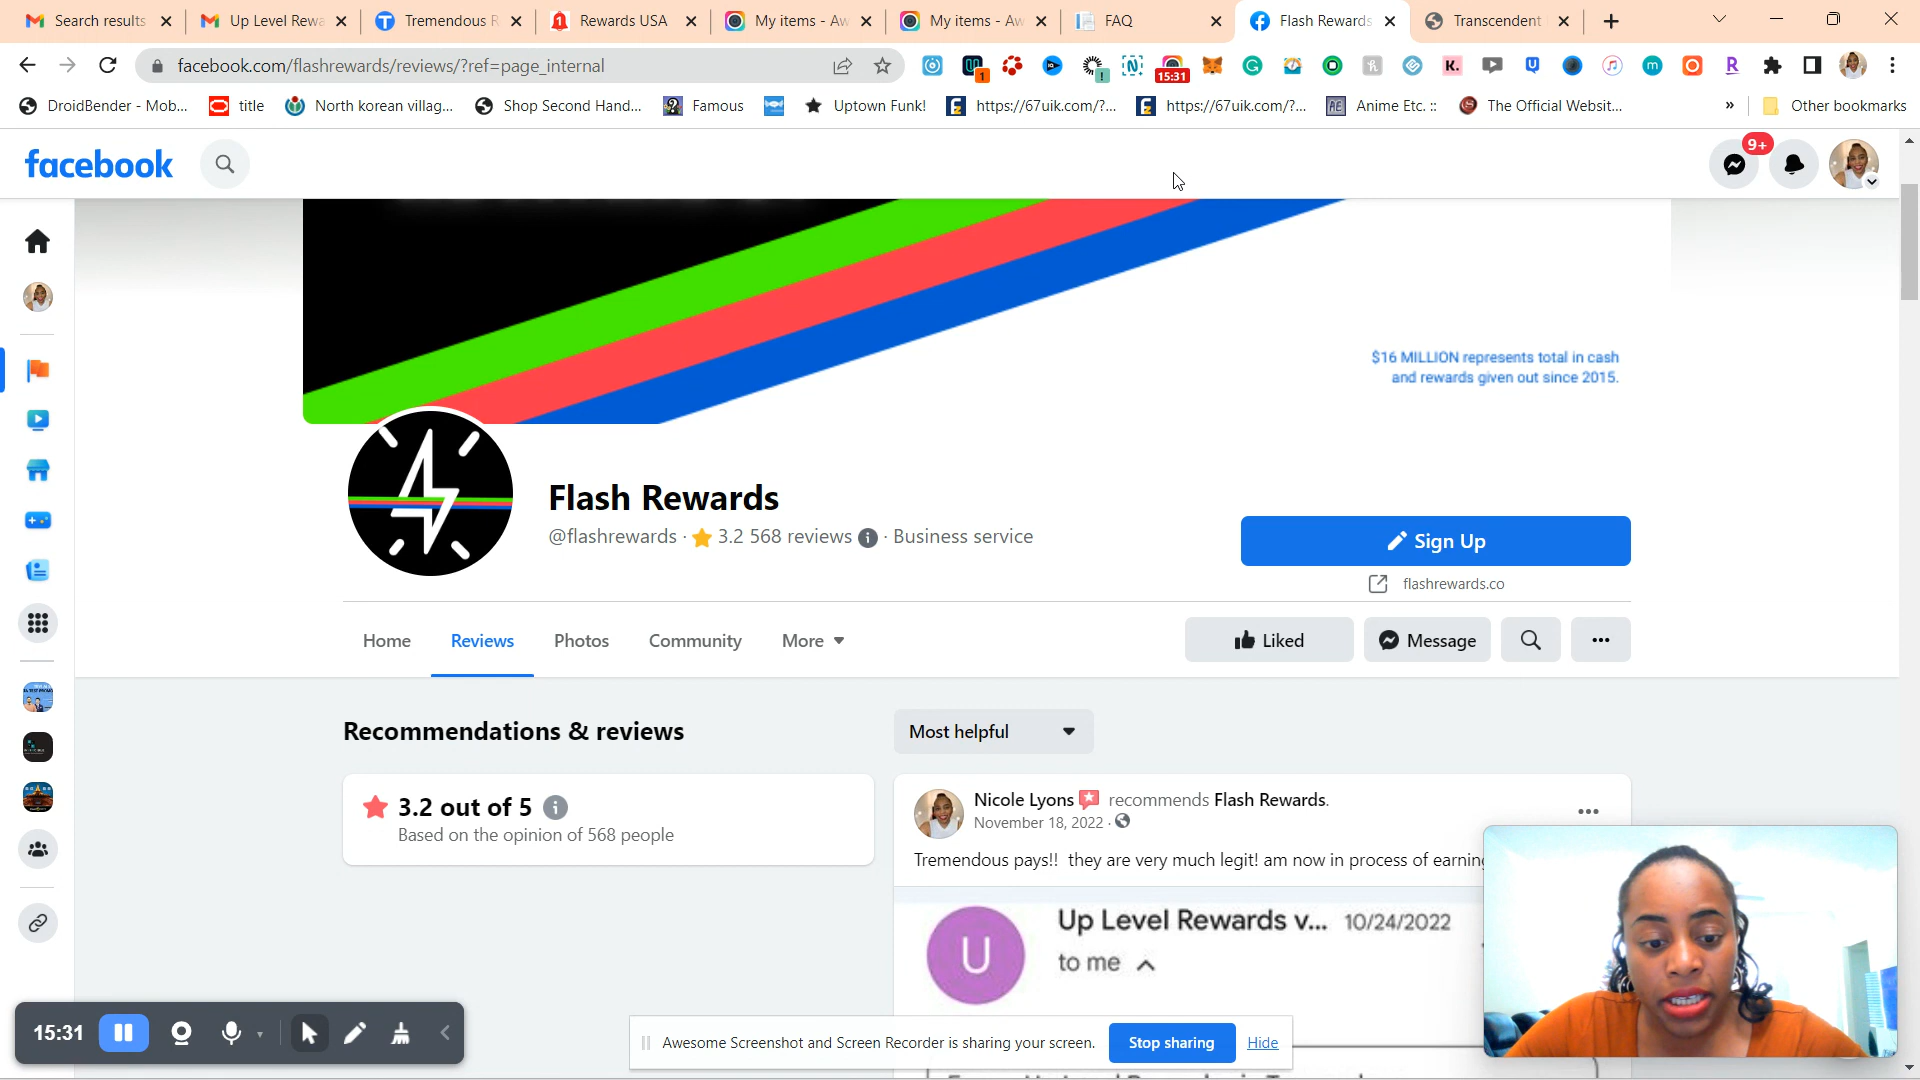 Search results
Up Level Rewa
Tremendous R
Rewards USA
My items - Aw
My items - Aw
FAQ
Flash Rewards
Transcendent
facebook.com/flashrewards/reviews/?ref=page_internal
1
15:31
K.
R
DroidBender - Mob...
title
North korean villag...
Shop Second Hand...
Famous
Uptown Funk!
https://67uik.com/?...
https://67uik.com/?...
Anime Etc. ::
The Official Websit...
»
Other bookmarks
facebook
9+
$16 MILLION represents total in cash
and rewards given out since 2015.
Flash Rewards
@flashrewards · 3.2 568 reviews · Business service
Sign Up
flashrewards.co
Home
Reviews
Photos
Community
More
Liked
Message
Recommendations & reviews
Most helpful
3.2 out of 5
Based on the opinion of 568 people
Nicole Lyons recommends Flash Rewards.
November 18, 2022 ·
Tremendous pays!! they are very much legit! am now in process of earning
U
Up Level Rewards v... 10/24/2022
to me
15:31
Awesome Screenshot and Screen Recorder is sharing your screen.
Stop sharing
Hide